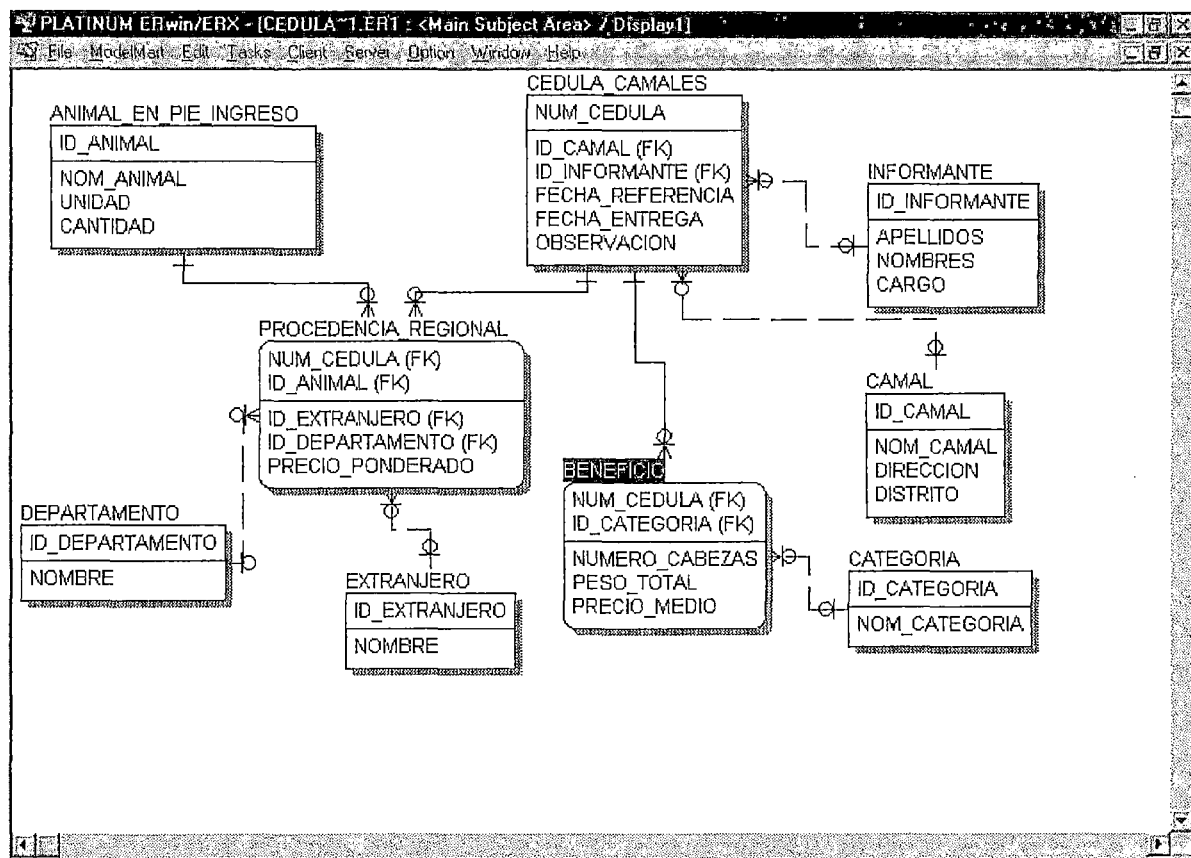 PLATINUM ERwin/ERX - [CEDULA~1.ER1 : <Main Subject Area> / Display1]
File ModelMart Edit Tasks Client Server Option Window Help
ANIMAL_EN_PIE_INGRESO
ID_ANIMAL
NOM_ANIMAL
UNIDAD
CANTIDAD
CEDULA_CAMALES
NUM_CEDULA
ID_CAMAL (FK)
ID_INFORMANTE (FK)
FECHA_REFERENCIA
FECHA_ENTREGA
OBSERVACION
INFORMANTE
ID_INFORMANTE
APELLIDOS
NOMBRES
CARGO
PROCEDENCIA_REGIONAL
NUM_CEDULA (FK)
ID_ANIMAL (FK)
ID_EXTRANJERO (FK)
ID_DEPARTAMENTO (FK)
PRECIO_PONDERADO
CAMAL
ID_CAMAL
NOM_CAMAL
DIRECCION
DISTRITO
BENEFICIO
NUM_CEDULA (FK)
ID_CATEGORIA (FK)
NUMERO_CABEZAS
PESO_TOTAL
PRECIO_MEDIO
DEPARTAMENTO
ID_DEPARTAMENTO
NOMBRE
EXTRANJERO
ID_EXTRANJERO
NOMBRE
CATEGORIA
ID_CATEGORIA
NOM_CATEGORIA